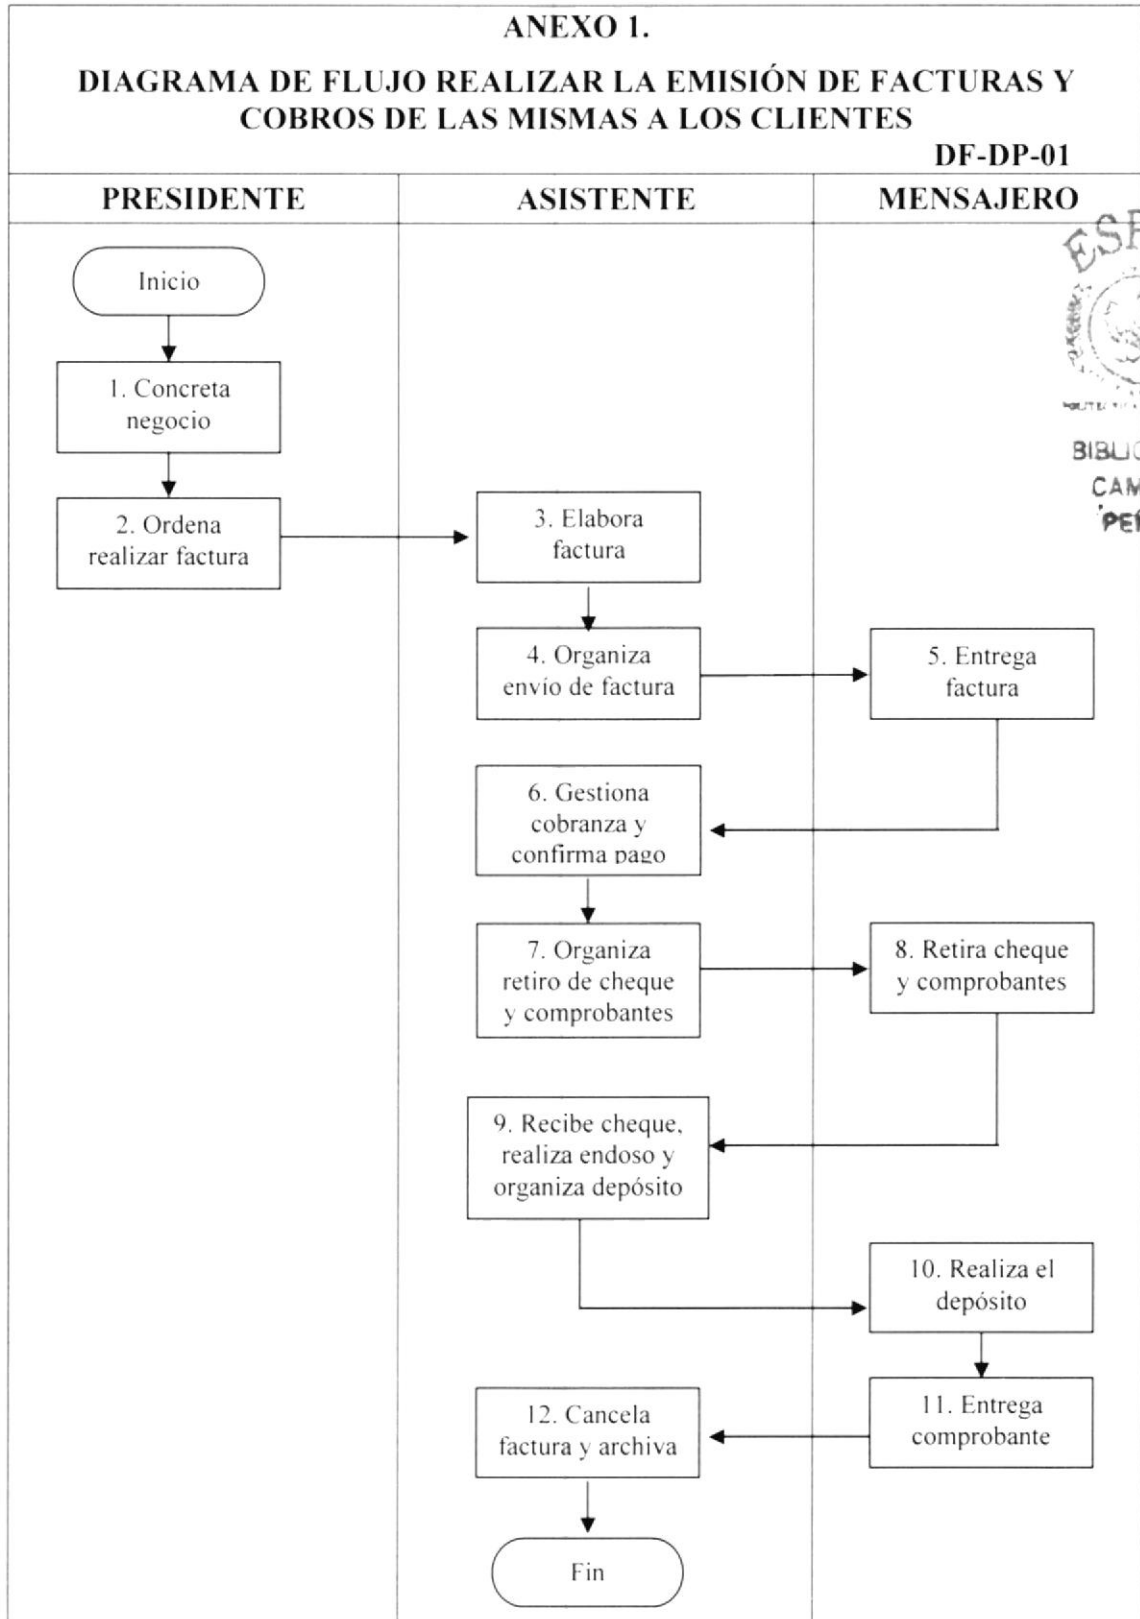 ANEXO 1.
DIAGRAMA DE FLUJO REALIZAR LA EMISIÓN DE FACTURAS Y
COBROS DE LAS MISMAS A LOS CLIENTES
DF-DP-01
PRESIDENTE
ASISTENTE
MENSAJERO
Inicio
1. Concreta
negocio
2. Ordena
realizar factura
3. Elabora
factura
4. Organiza
envío de factura
5. Entrega
factura
6. Gestiona
cobranza y
confirma pago
7. Organiza
retiro de cheque
y comprobantes
8. Retira cheque
y comprobantes
9. Recibe cheque,
realiza endoso y
organiza depósito
10. Realiza el
depósito
11. Entrega
comprobante
12. Cancela
factura y archiva
Fin